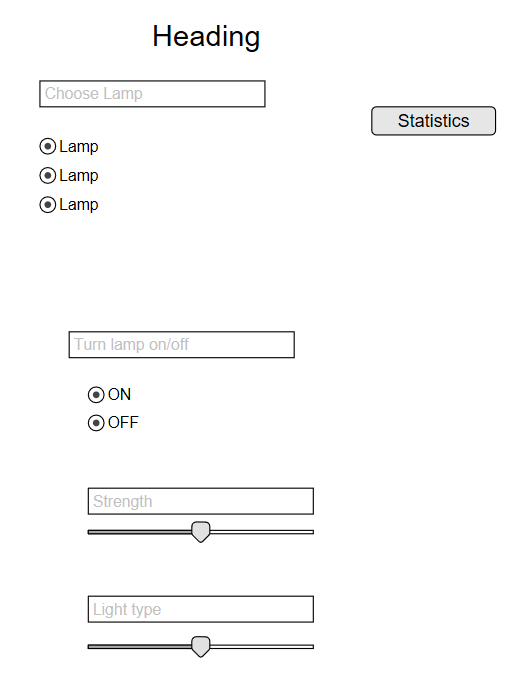 Heading
Choose Lamp
Statistics
Lamp
Lamp
Lamp
Turn lamp on/off
ON
OFF
Strength
Light type